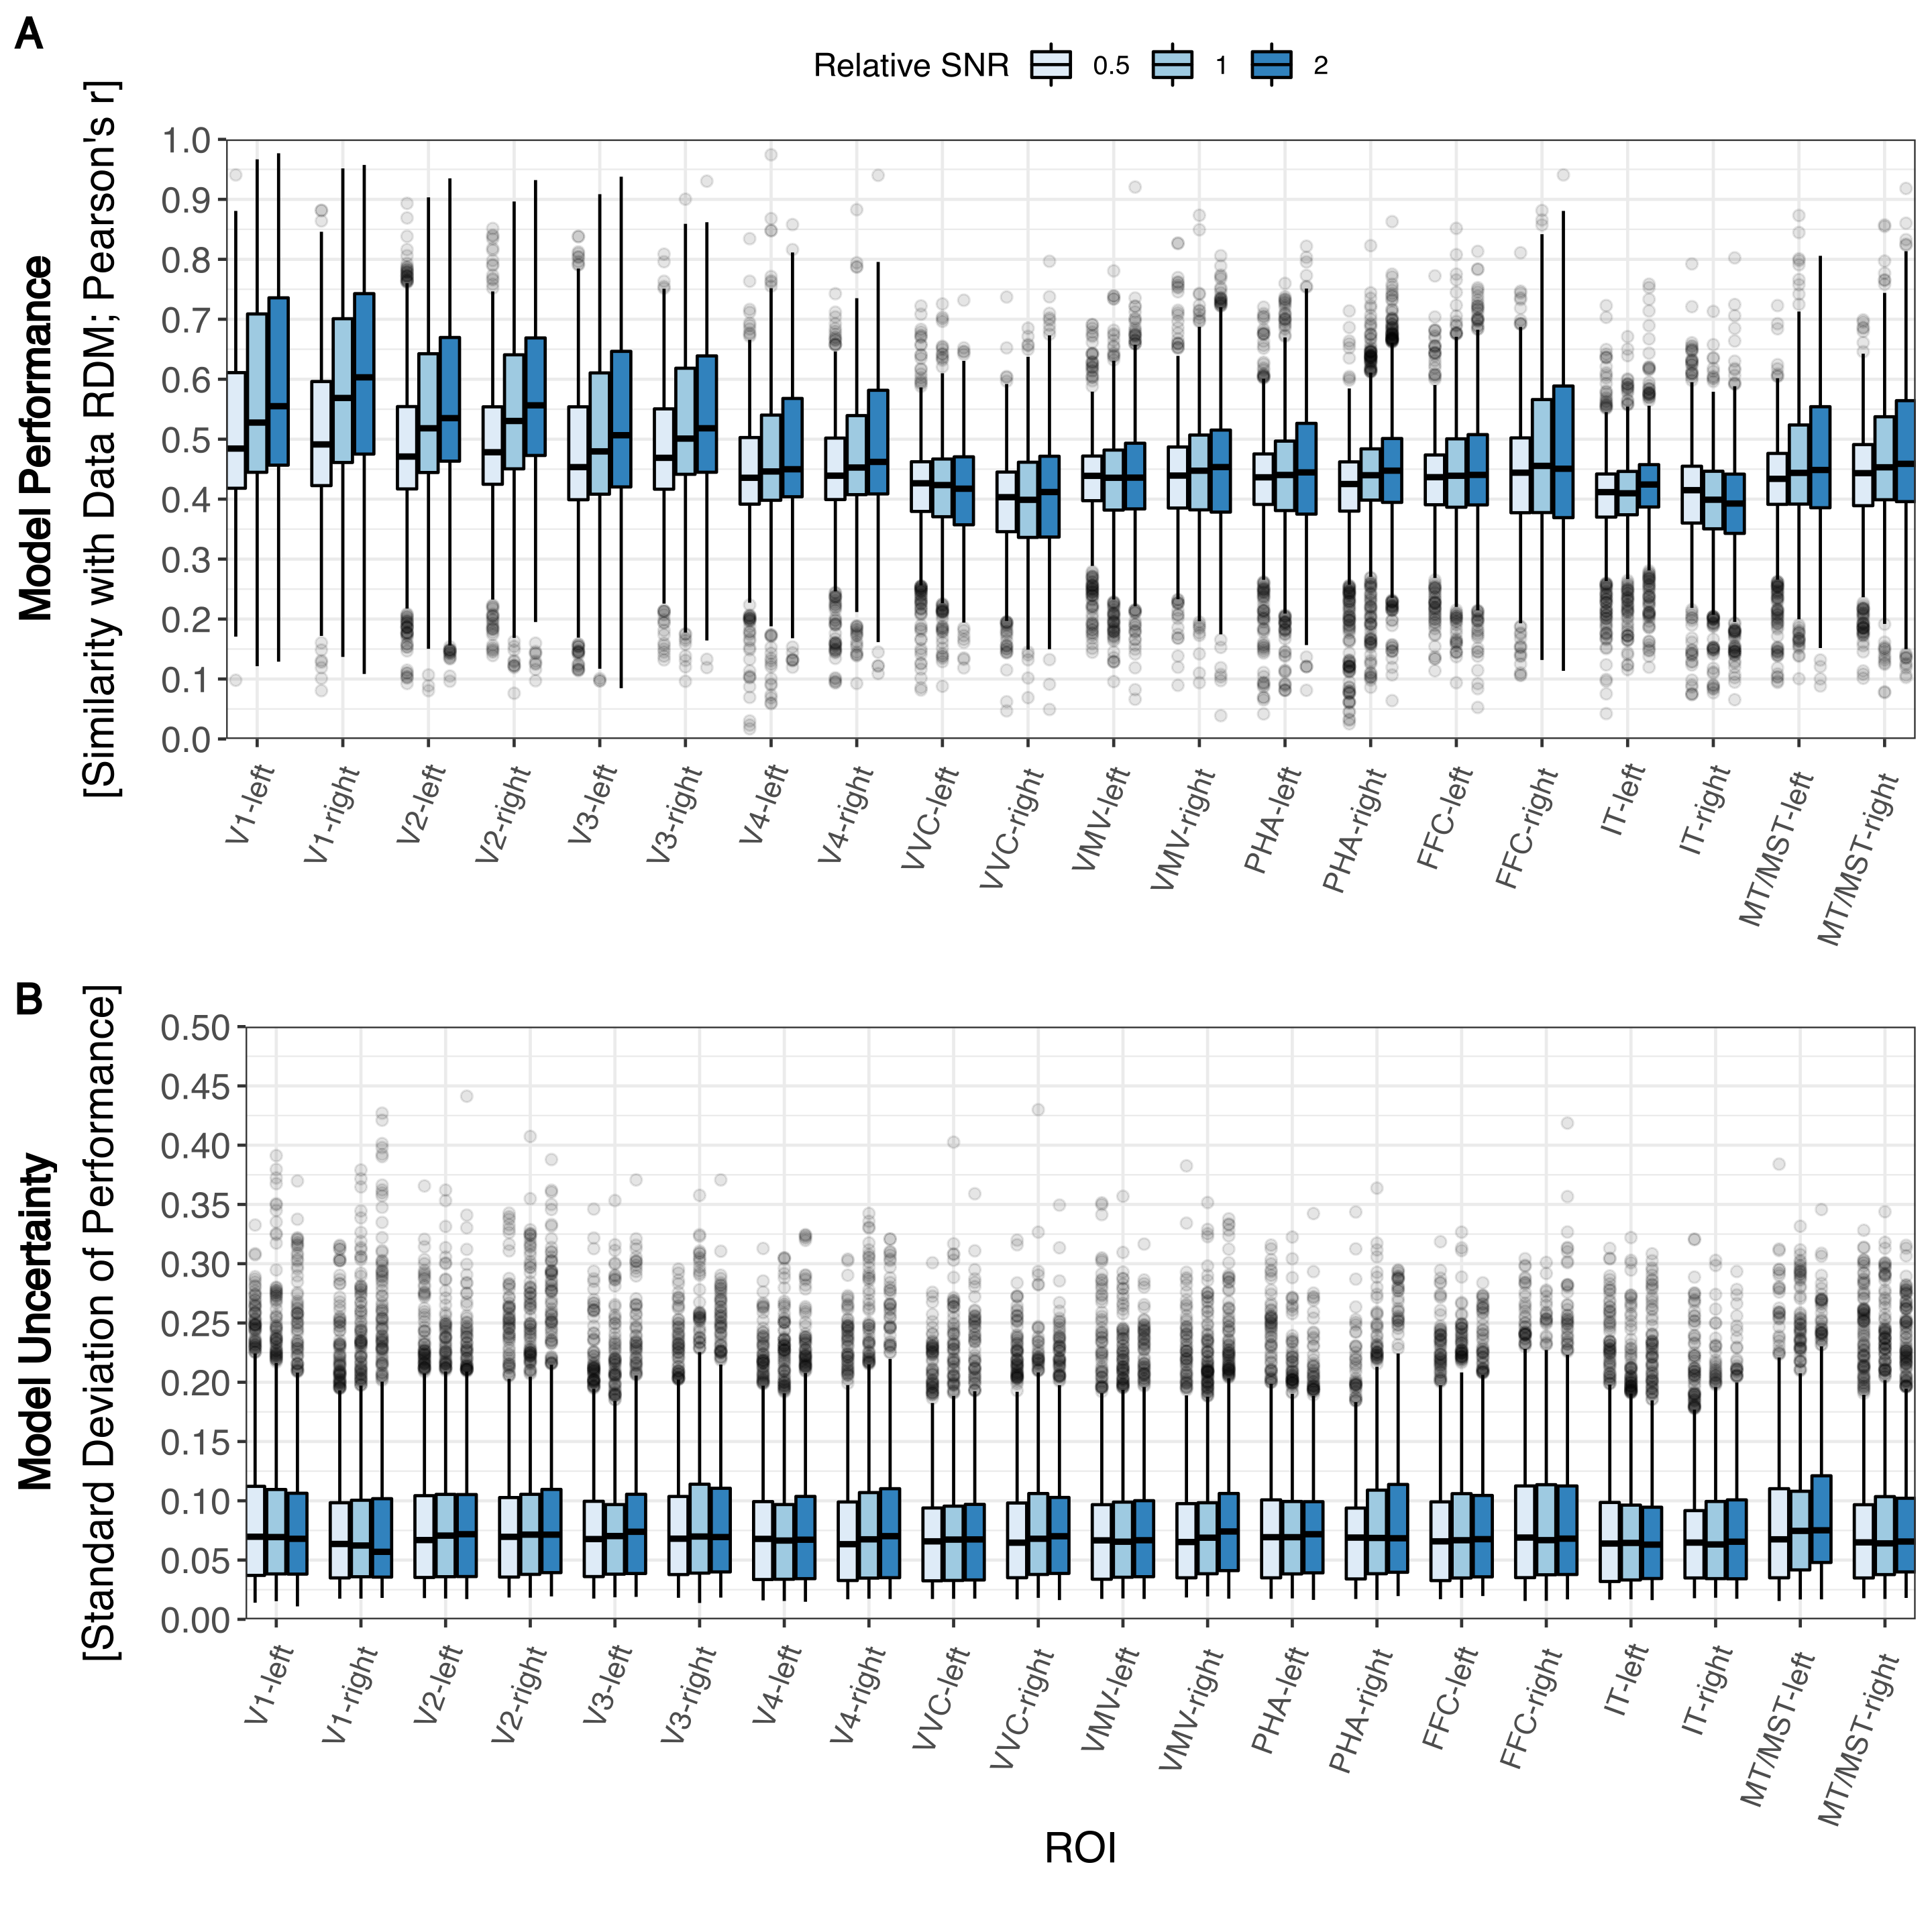 A
Relative SNR 0.5 1 2
Model Performance
[Similarity with Data RDM; Pearson's r]
1.0
0.9
0.8
0.7
0.6
0.5
0.4
0.3
0.2
0.1
0.0
V1-left
V1-right
V2-left
V2-right
V3-left
V3-right
V4-left
V4-right
VVC-left
VVC-right
VMV-left
VMV-right
PHA-left
PHA-right
FFC-left
FFC-right
IT-left
IT-right
MT/MST-left
MT/MST-right
B
Model Uncertainty
[Standard Deviation of Performance]
0.50
0.45
0.40
0.35
0.30
0.25
0.20
0.15
0.10
0.05
0.00
V1-left
V1-right
V2-left
V2-right
V3-left
V3-right
V4-left
V4-right
VVC-left
VVC-right
VMV-left
VMV-right
PHA-left
PHA-right
FFC-left
FFC-right
IT-left
IT-right
MT/MST-left
MT/MST-right
ROI